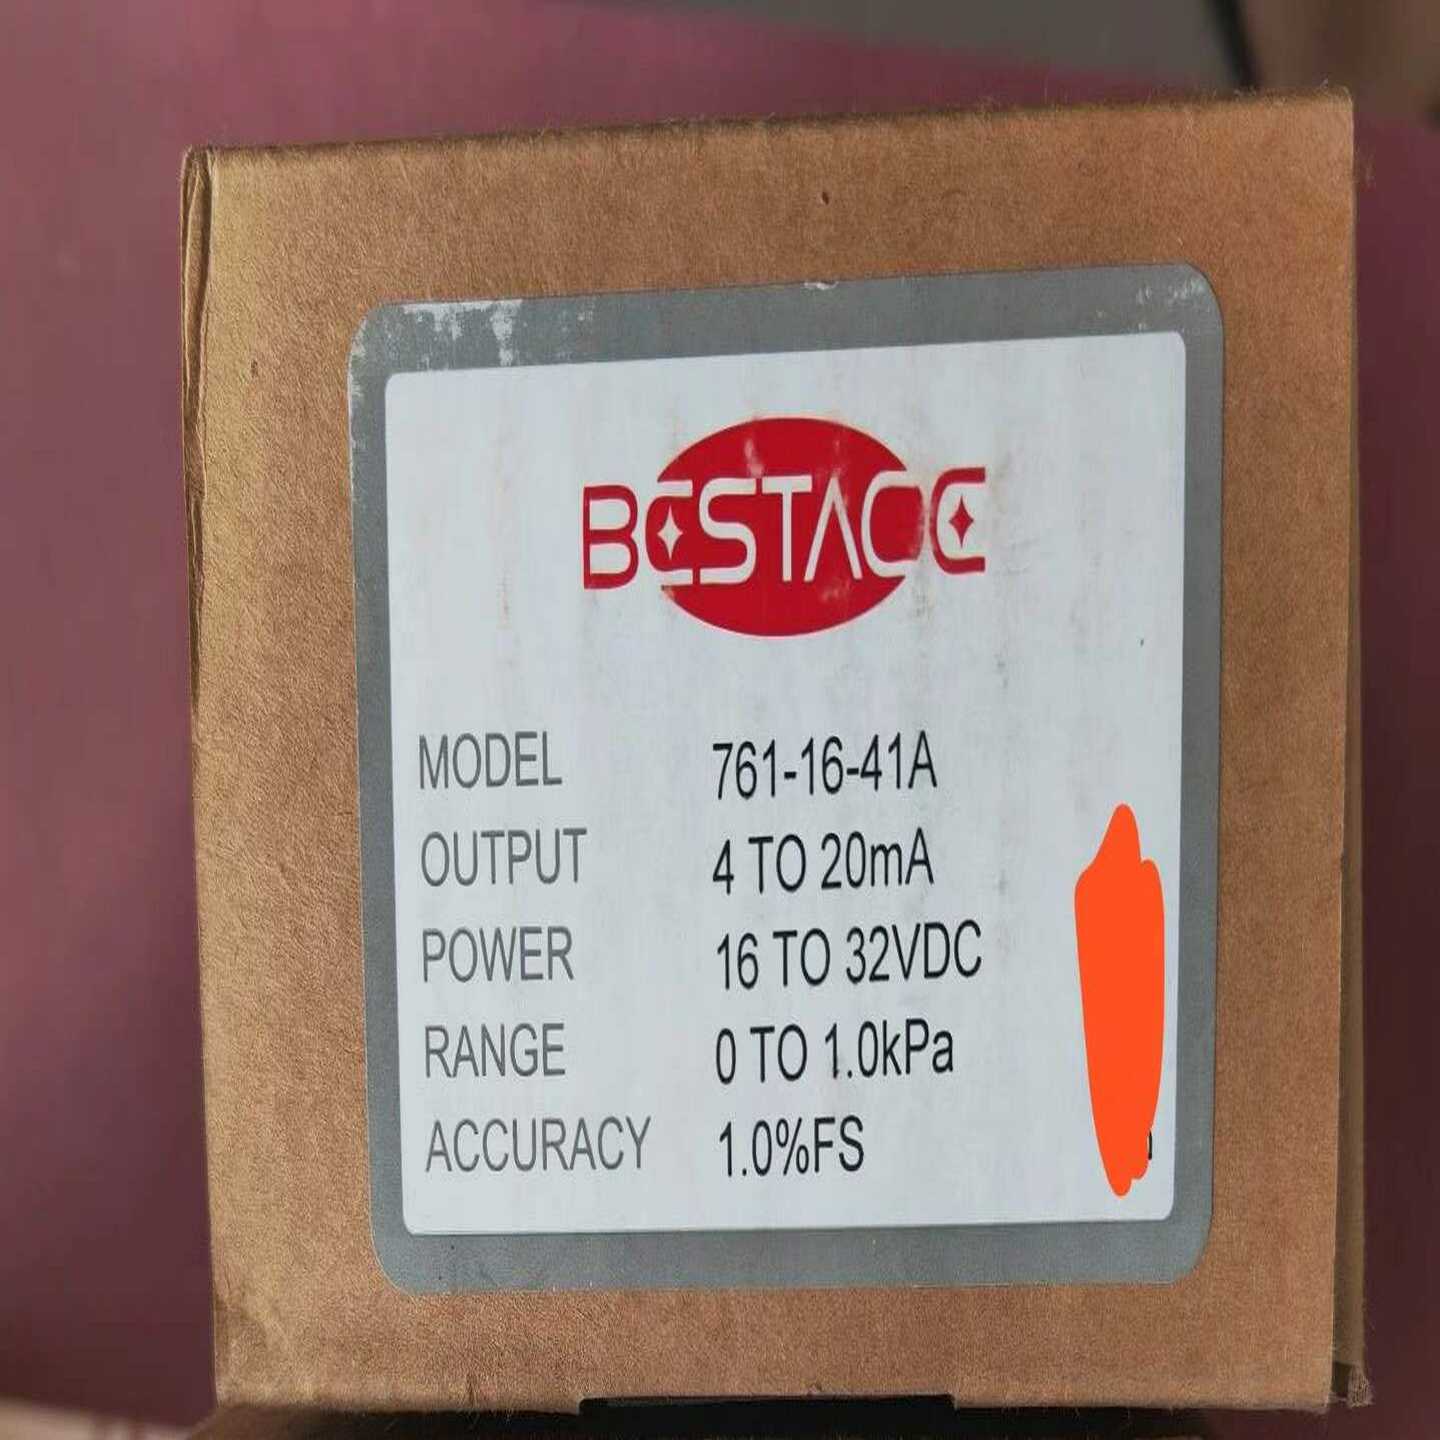 BESTACE
MODEL 761-16-41A
OUTPUT 4 TO 20mA
POWER 16 TO 32VDC
RANGE 0 TO 1.0kPa
ACCURACY 1.0%FS